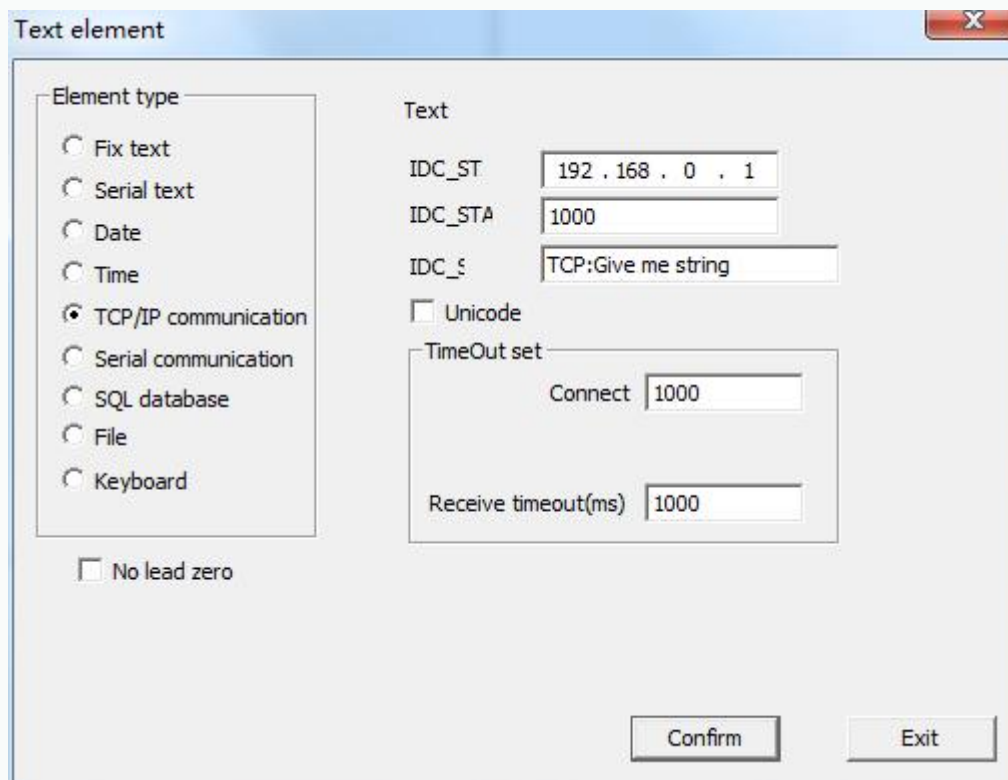 Text element
Element type
Fix text
Serial text
Date
Time
TCP/IP communication
Serial communication
SQL database
File
Keyboard
No lead zero
Text
IDC_ST 192 . 168 . 0 . 1
IDC_STA 1000
IDC_S TCP:Give me string
Unicode
TimeOut set
Connect 1000
Receive timeout(ms) 1000
Confirm Exit